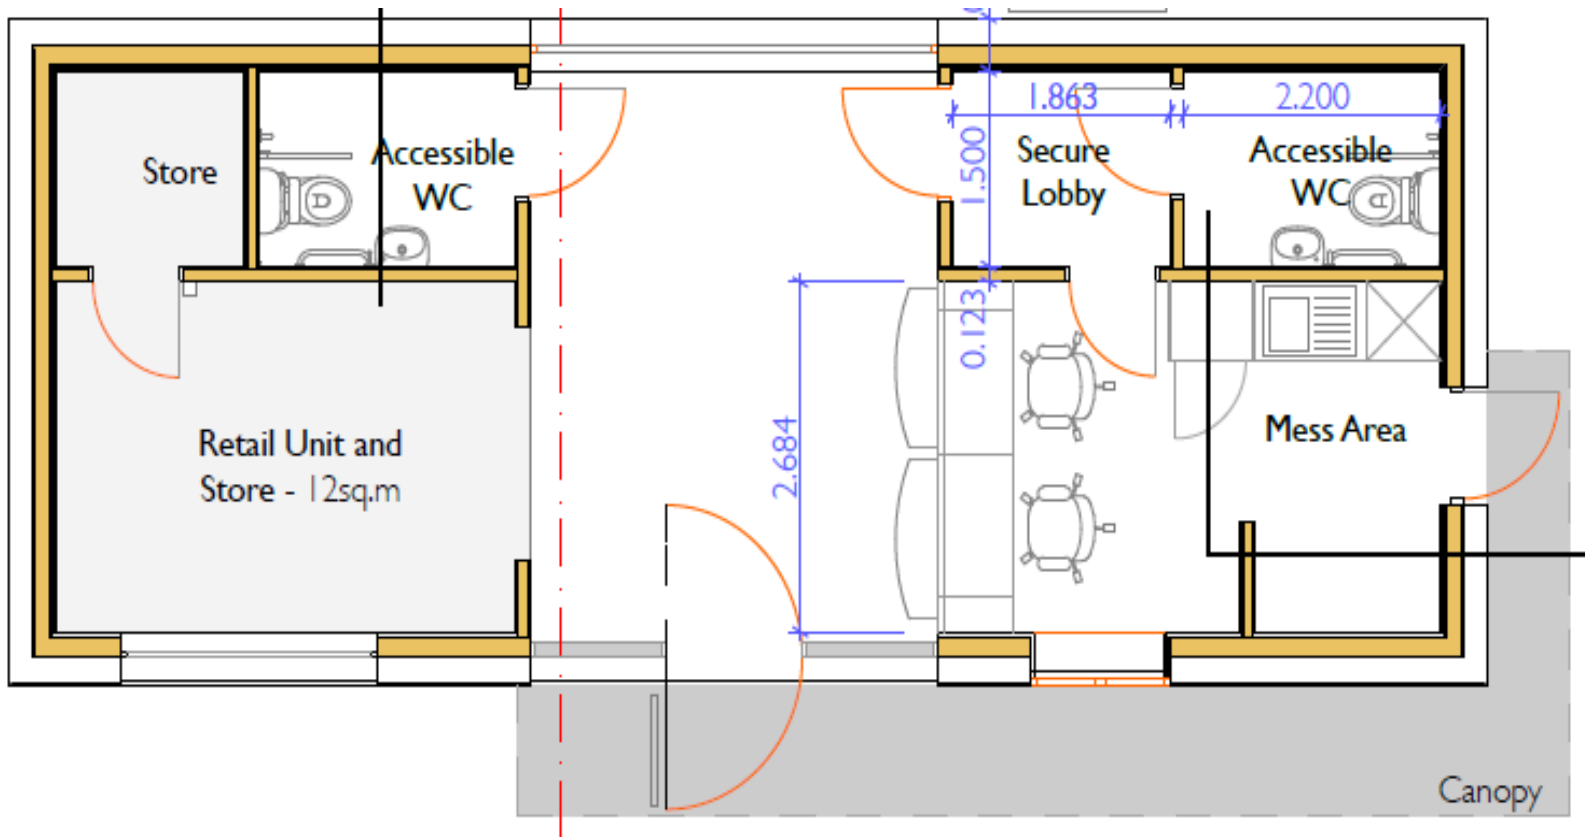 1.863
2.200
Store
Accessible
WC
1.500
Secure
Lobby
Accessible
WC
0.123
2.684
Retail Unit and
Store - 12sq.m
Mess Area
Canopy